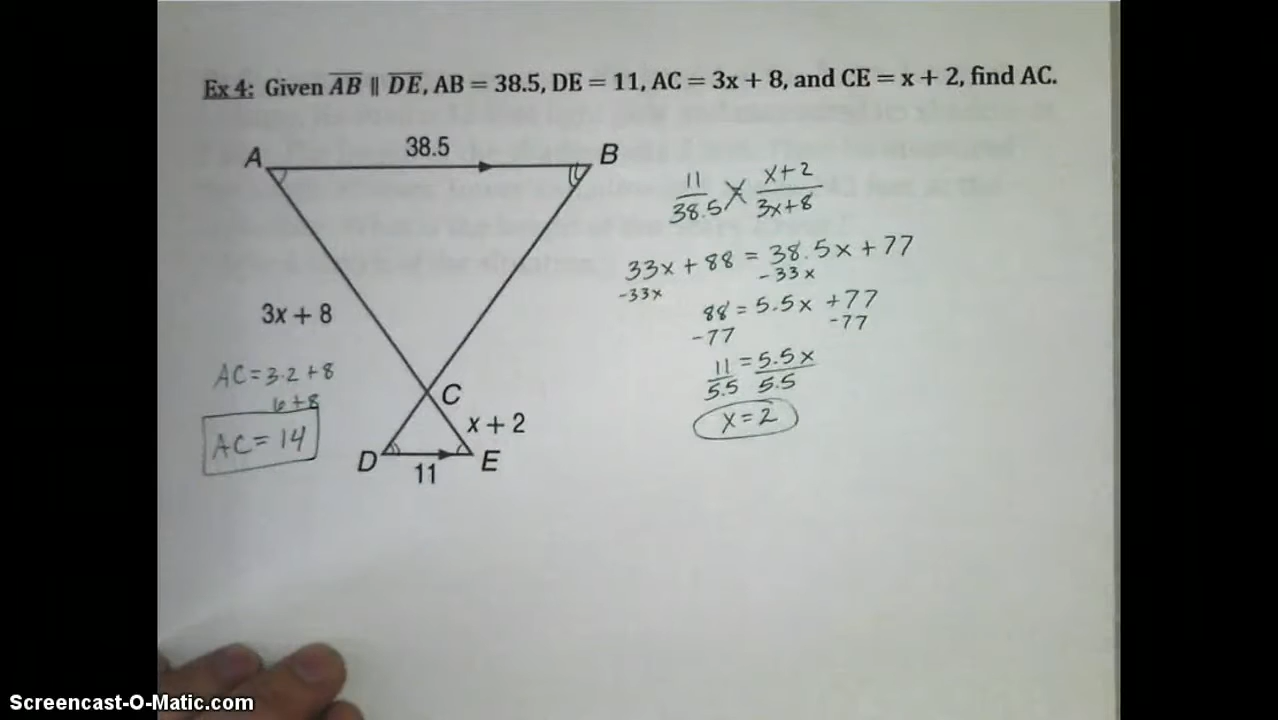 Ex 4: Given AB ∥ DE, AB = 38.5, DE = 11, AC = 3x + 8, and CE = x + 2, find AC.
A
38.5
B
3x + 8
C
x + 2
D
11
E
AC = 3·2 + 8
6 + 8
AC = 14
11/38.5 x+2/3x+8
33x + 88 = 38.5x + 77
-33x -33x
88 = 5.5x + 77
-77 -77
11/5.5 = 5.5x/5.5
x = 2
Screencast-O-Matic.com